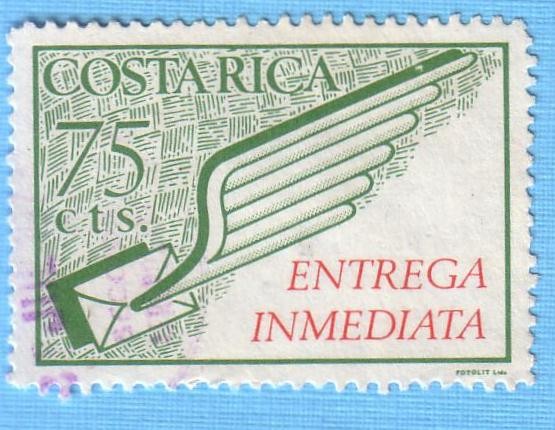 COSTA RICA
75
cts.
ENTREGA
INMEDIATA
FOTOLIT Ltda